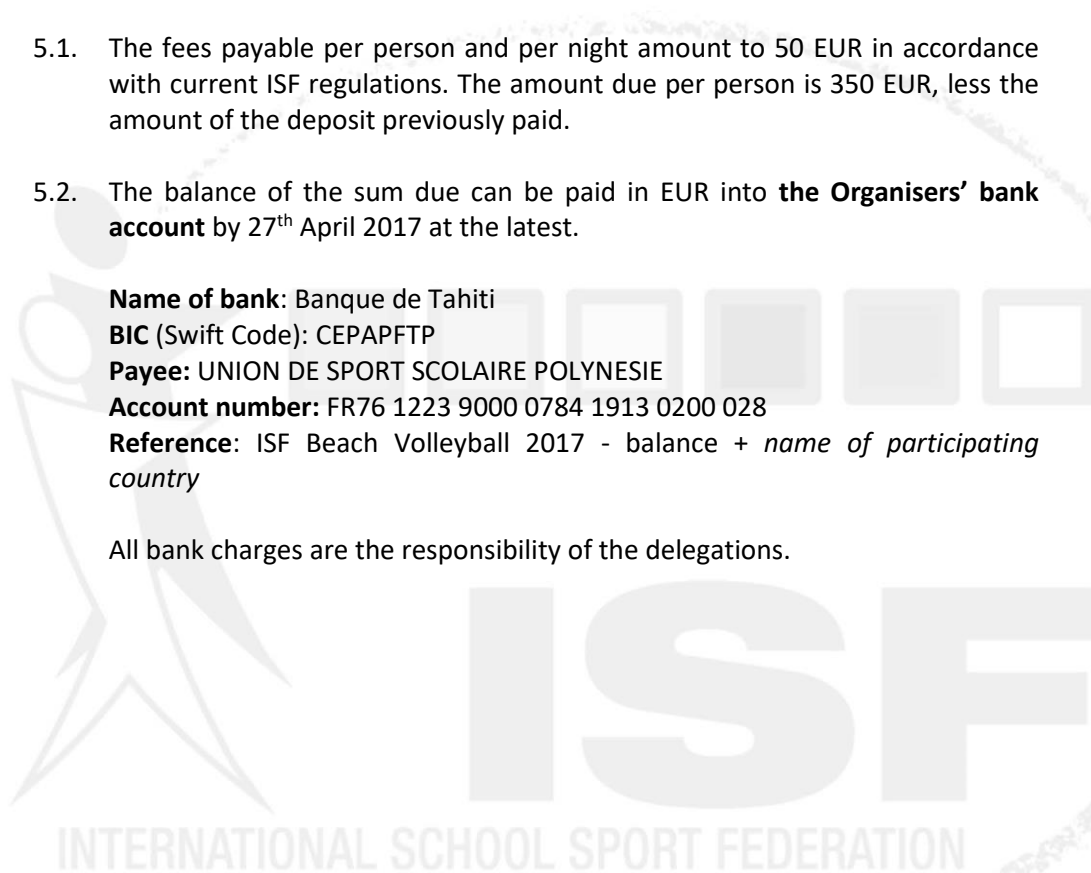 5.1. The fees payable per person and per night amount to 50 EUR in accordance
with current ISF regulations. The amount due per person is 350 EUR, less the
amount of the deposit previously paid.
5.2. The balance of the sum due can be paid in EUR into the Organisers’ bank
account by 27th April 2017 at the latest.
Name of bank: Banque de Tahiti
BIC (Swift Code): CEPAPFTP
Payee: UNION DE SPORT SCOLAIRE POLYNESIE
Account number: FR76 1223 9000 0784 1913 0200 028
Reference: ISF Beach Volleyball 2017 - balance + name of participating
country
All bank charges are the responsibility of the delegations.
ISF
INTERNATIONAL SCHOOL SPORT FEDERATION